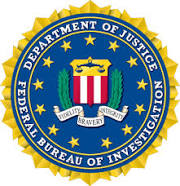 DEPARTMENT OF JUSTICE
FIDELITY BRAVERY INTEGRITY
FEDERAL BUREAU OF INVESTIGATION